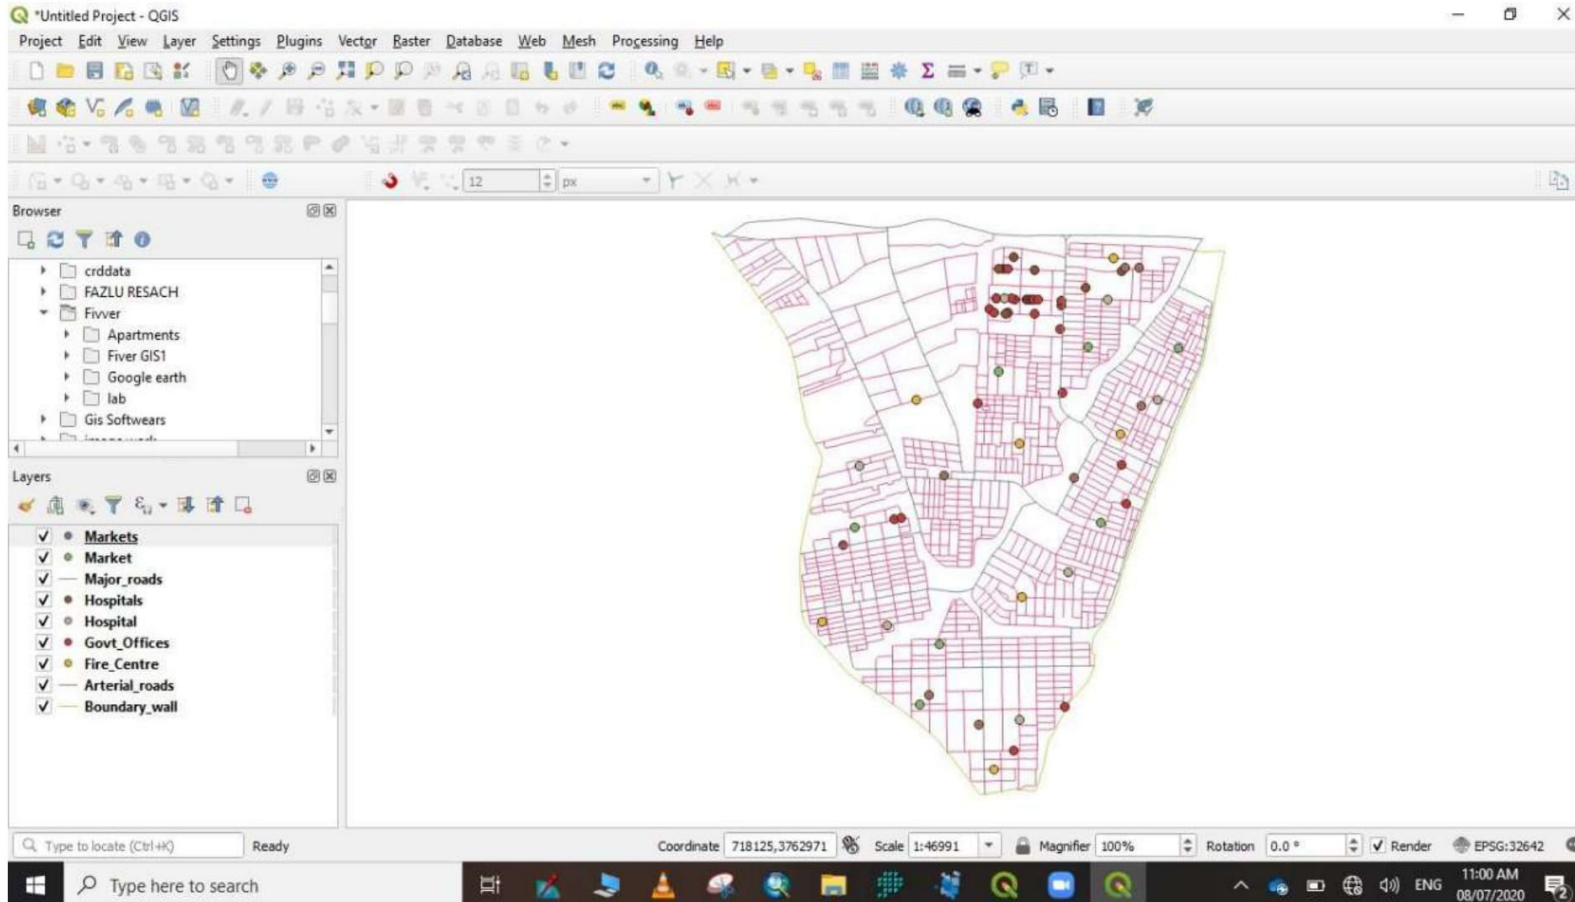 *Untitled Project - QGIS
Project Edit View Layer Settings Plugins Vector Raster Database Web Mesh Processing Help
12 px
Browser
crddata
FAZLU RESACH
Fivver
Apartments
Fiver GIS1
Google earth
lab
Gis Softwears
Layers
Markets
Market
Major_roads
Hospitals
Hospital
Govt_Offices
Fire_Centre
Arterial_roads
Boundary_wall
Type to locate (Ctrl+K) Ready Coordinate 718125,3762971 Scale 1:46991 Magnifier 100% Rotation 0.0 ° Render EPSG:32642
Type here to search ENG 11:00 AM
08/07/2020 2